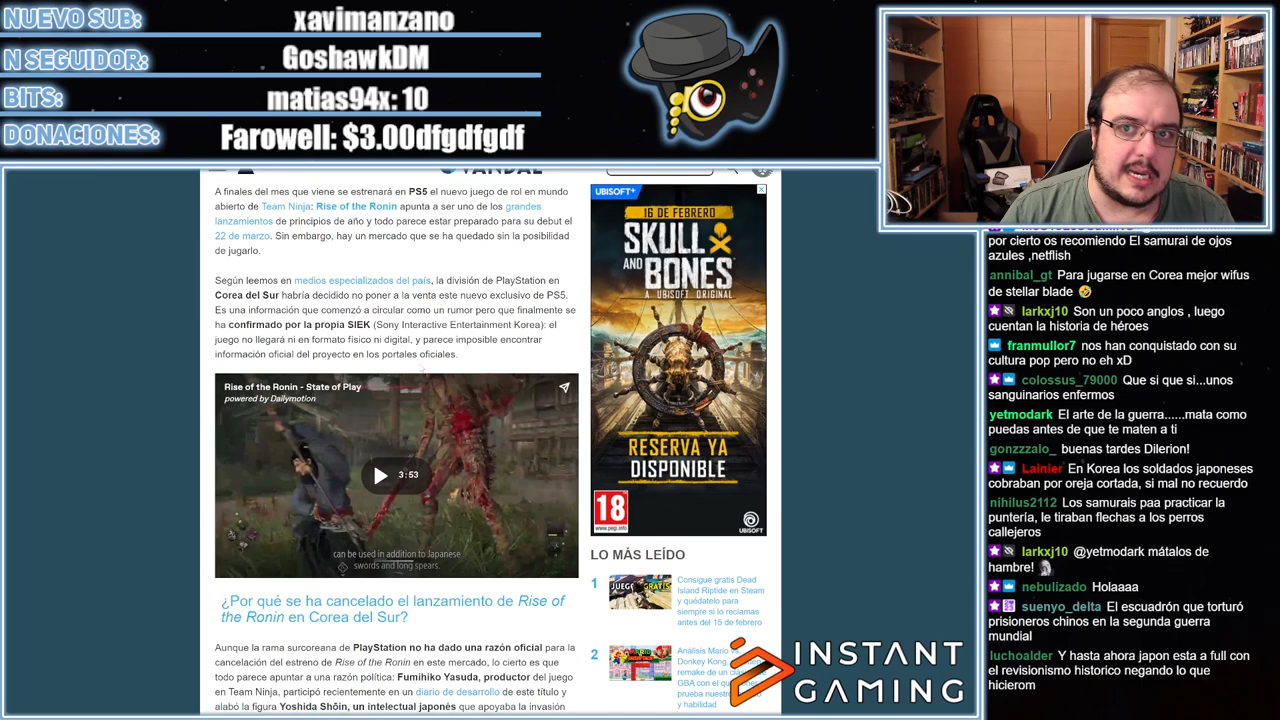 NUEVO SUB: xavimanzano
N SEGUIDOR: GoshawkDM
BITS: matias94x: 10
DONACIONES: Farowell: $3.00dfgdfgdf
VANDAL
A finales del mes que viene se estrenará en PS5 el nuevo juego de rol en mundo
abierto de Team Ninja: Rise of the Ronin apunta a ser uno de los grandes
lanzamientos de principios de año y todo parece estar preparado para su debut el
22 de marzo. Sin embargo, hay un mercado que se ha quedado sin la posibilidad
de jugarlo.
Según leemos en medios especializados del país, la división de PlayStation en
Corea del Sur habría decidido no poner a la venta este nuevo exclusivo de PS5.
Es una información que comenzó a circular como un rumor pero que finalmente se
ha confirmado por la propia SIEK (Sony Interactive Entertainment Korea): el
juego no llegará ni en formato físico ni digital, y parece imposible encontrar
información oficial del proyecto en los portales oficiales.
Rise of the Ronin - State of Play
powered by Dailymotion
3:53
can be used in addition to Japanese
swords and long spears.
¿Por qué se ha cancelado el lanzamiento de Rise of
the Ronin en Corea del Sur?
Aunque la rama surcoreana de PlayStation no ha dado una razón oficial para la
cancelación del estreno de Rise of the Ronin en este mercado, lo cierto es que
todo parece apuntar a una razón política: Fumihiko Yasuda, productor del juego
en Team Ninja, participó recientemente en un diario de desarrollo de este título y
alabó la figura Yoshida Shōin, un intelectual japonés que apoyaba la invasión
UBISOFT+
16 DE FEBRERO
SKULL
AND BONES
A UBISOFT ORIGINAL
RESERVA YA
DISPONIBLE
18
www.pegi.info
UBISOFT
LO MÁS LEÍDO
1
JUEGO GRATIS
Consigue gratis Dead
Island Riptide en Steam
y quédatelo para
siempre si lo reclamas
antes del 15 de febrero
2
Análisis Mario vs
Donkey Kong,
remake de un
GBA con el
prueba nuestro
y habilidad
INSTANT
GAMING
por cierto os recomiendo El samurai de ojos
azules ,netflish
annibal_gt Para jugarse en Corea mejor wifus
de stellar blade 🤣
larkxj10 Son un poco anglos , luego
cuentan la historia de héroes
franmullor7 nos han conquistado con su
cultura pop pero no eh xD
colossus_79000 Que si que si...unos
sanguinarios enfermos
yetmodark El arte de la guerra......mata como
puedas antes de que te maten a ti
gonzzzalo_ buenas tardes Dilerion!
Lainier En Korea los soldados japoneses
cobraban por oreja cortada, si mal no recuerdo
nihilus2112 Los samurais paa practicar la
puntería, le tiraban flechas a los perros
callejeros
larkxj10 @yetmodark mátalos de
hambre!
nebulizado Holaaaa
suenyo_delta El escuadrón que torturó
prisioneros chinos en la segunda guerra
mundial
luchoalder Y hasta ahora japon esta a full con
el revisionismo historico negando lo que
hicierom